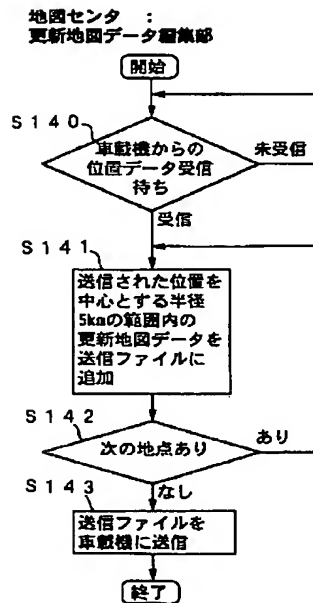 地図センタ :
更新地図データ編集部
開始
S140
車載機からの
位置データ受信
待ち
未受信
受信
S141
送信された位置を
中心とする半径
5kmの範囲内の
更新地図データを
送信ファイルに
追加
S142
次の地点あり
あり
なし
S143
送信ファイルを
車載機に送信
終了